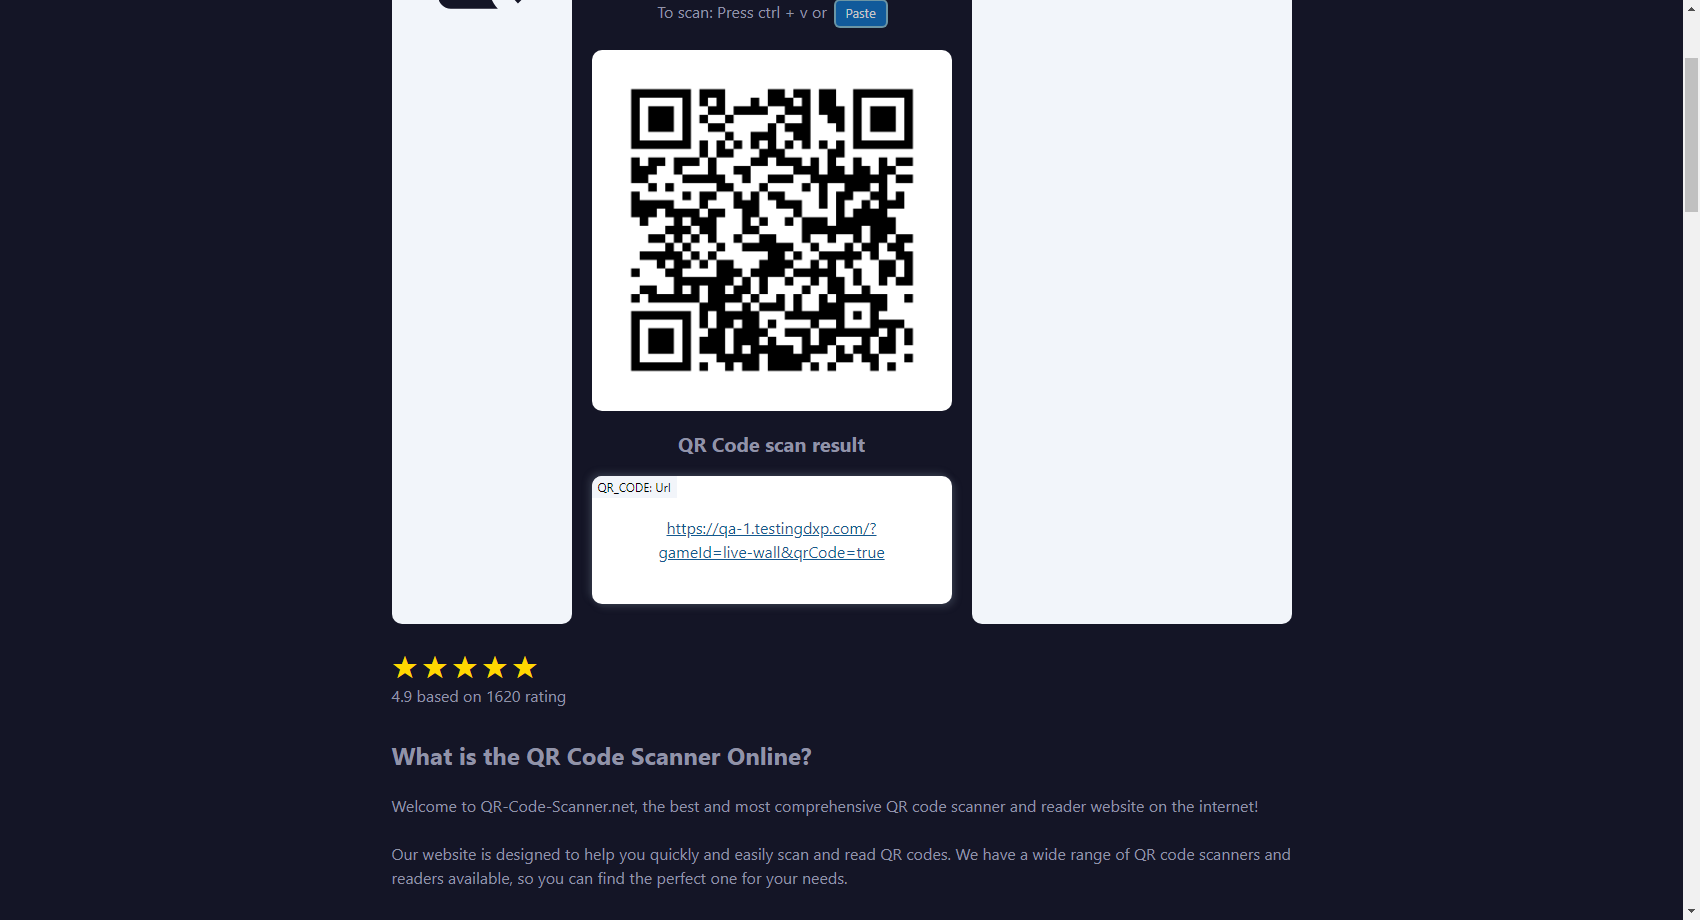 To scan: Press ctrl + v or Paste
QR Code scan result
QR_CODE: Url
https://qa-1.testingdxp.com/?
gameId=live-wall&qrCode=true
4.9 based on 1620 rating
What is the QR Code Scanner Online?
Welcome to QR-Code-Scanner.net, the best and most comprehensive QR code scanner and reader website on the internet!
Our website is designed to help you quickly and easily scan and read QR codes. We have a wide range of QR code scanners and
readers available, so you can find the perfect one for your needs.